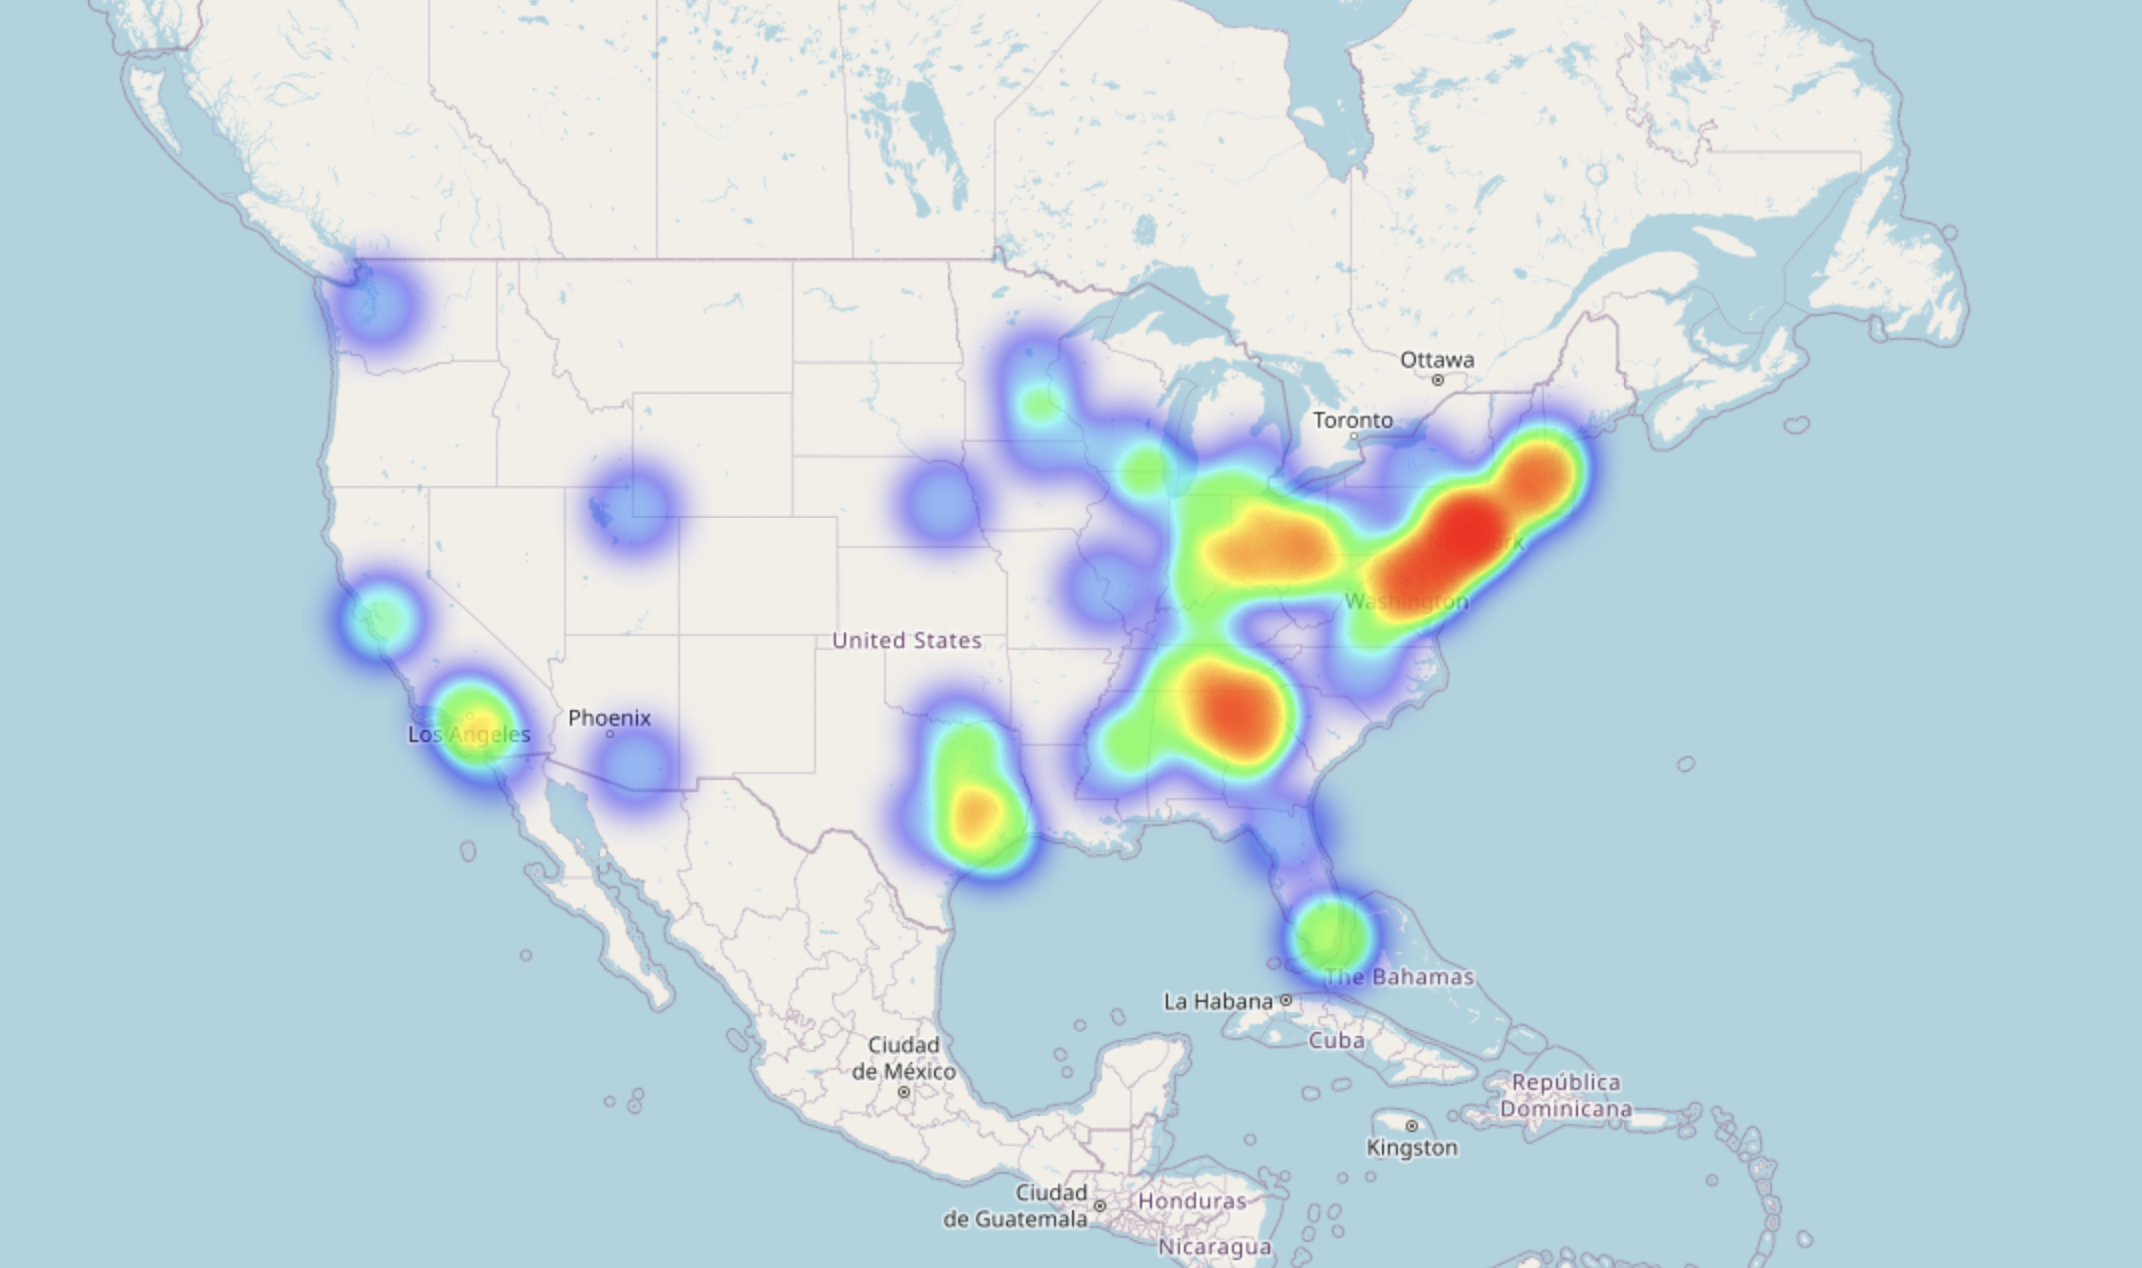 Ottawa
Toronto
rk
Washington
United States
Phoenix
Los Angeles
The Bahamas
La Habana
Cuba
Ciudad
de México
República
Dominicana
Kingston
Ciudad
de Guatemala
Honduras
Nicaragua